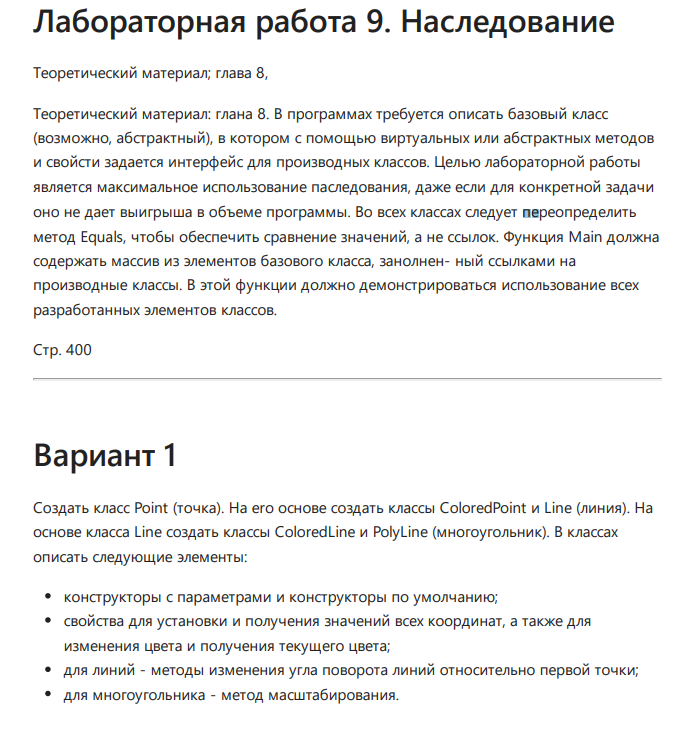 Лабораторная работа 9. Наследование
Теоретический материал; глава 8,
Теоретический материал: глана 8. В программах требуется описать базовый класс
(возможно, абстрактный), в котором с помощью виртуальных или абстрактных методов
и свойсти задается интерфейс для производных классов. Целью лабораторной работы
является максимальное использование паследования, даже если для конкретной задачи
оно не дает выигрыша в объеме программы. Во всех классах следует переопределить
метод Equals, чтобы обеспечить сравнение значений, а не ссылок. Функция Main должна
содержать массив из элементов базового класса, занолнен- ный ссылками на
производные классы. В этой функции должно демонстрироваться использование всех
разработанных элементов классов.
Стр. 400
Вариант 1
Создать класс Point (точка). На его основе создать классы ColoredPoint и Line (линия). На
основе класса Line создать классы ColoredLine и PolyLine (многоугольник). В классах
описать следующие элементы:
• конструкторы с параметрами и конструкторы по умолчанию;
• свойства для установки и получения значений всех координат, а также для
изменения цвета и получения текущего цвета;
• для линий - методы изменения угла поворота линий относительно первой точки;
• для многоугольника - метод масштабирования.